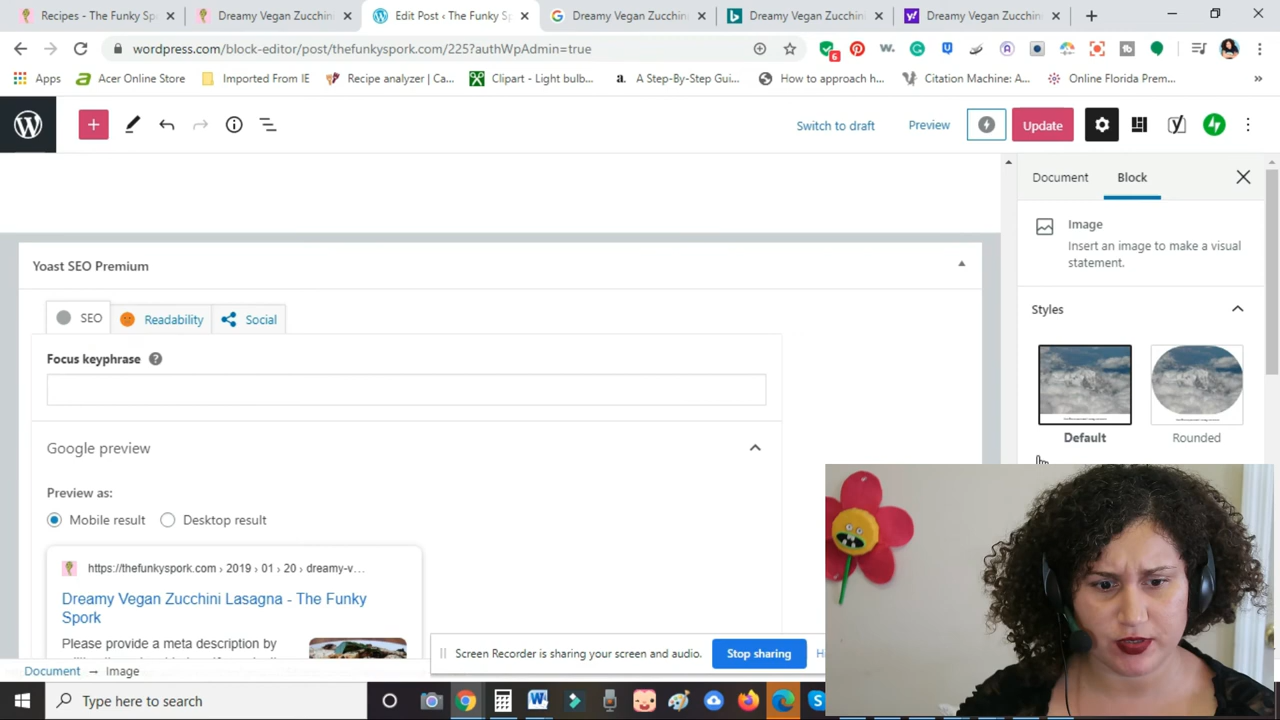 Recipes - The Funky Sp
Dreamy Vegan Zucchini
Edit Post ‹ The Funky S
Dreamy Vegan Zucchini
Dreamy Vegan Zucchini
Dreamy Vegan Zucchini
wordpress.com/block-editor/post/thefunkyspork.com/225?authWpAdmin=true
6
Apps
Acer Online Store
Imported From IE
Recipe analyzer | Ca...
Clipart - Light bulb...
A Step-By-Step Gui...
How to approach h...
Citation Machine: A...
Online Florida Prem...
Switch to draft
Preview
Update
Document
Block
Image
Insert an image to make a visual
statement.
Yoast SEO Premium
Styles
SEO
Readability
Social
Focus keyphrase
Default
Rounded
Google preview
Preview as:
Mobile result
Desktop result
https://thefunkyspork.com › 2019 › 01 › 20 › dreamy-v...
Dreamy Vegan Zucchini Lasagna - The Funky
Spork
Please provide a meta description by
Screen Recorder is sharing your screen and audio.
Stop sharing
Document → Image
Type here to search